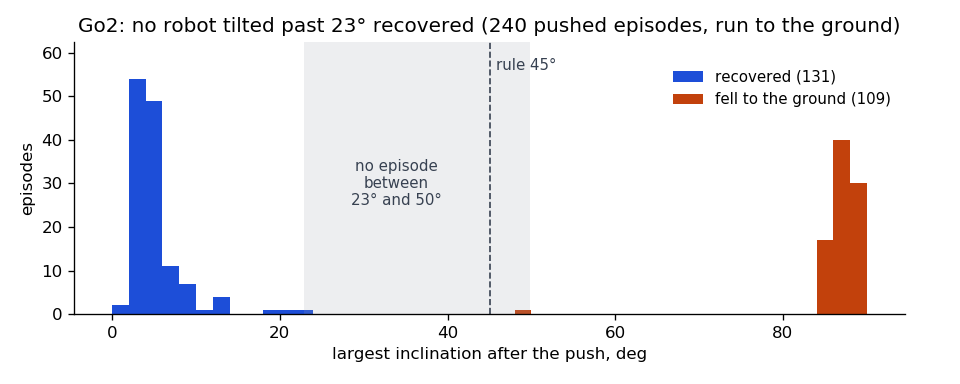 Go2: no robot tilted past 23° recovered (240 pushed episodes, run to the ground)
60
50
40
30
20
10
0
episodes
rule 45°
recovered (131)
fell to the ground (109)
no episode
between
23° and 50°
0
20
40
60
80
largest inclination after the push, deg